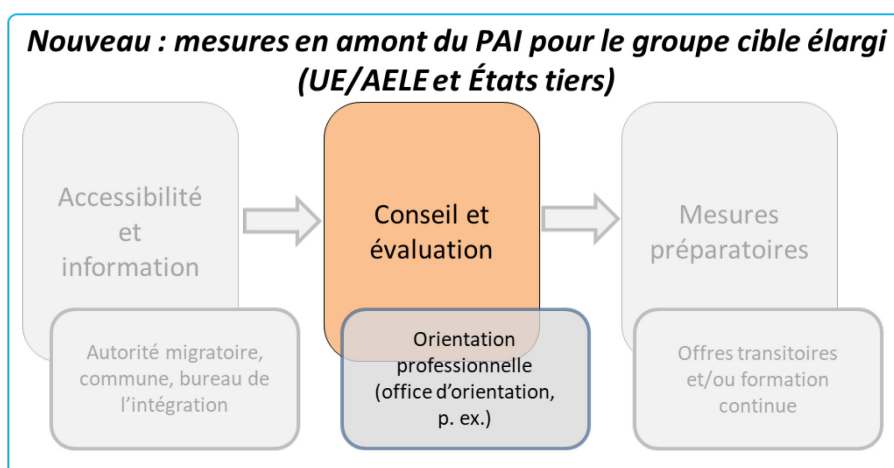 Nouveau : mesures en amont du PAI pour le groupe cible élargi
(UE/AELE et États tiers)
Accessibilité
et
information
Autorité migratoire,
commune, bureau de
l’intégration
Conseil et
évaluation
Orientation
professionnelle
(office d’orientation,
p. ex.)
Mesures
préparatoires
Offres transitoires
et/ou formation
continue